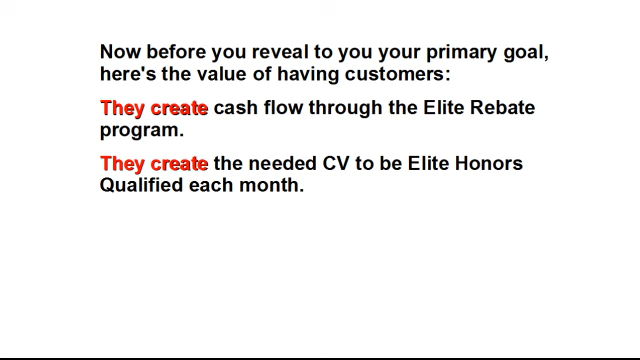 Now before you reveal to you your primary goal,
here's the value of having customers:
They create cash flow through the Elite Rebate
program.
They create the needed CV to be Elite Honors
Qualified each month.